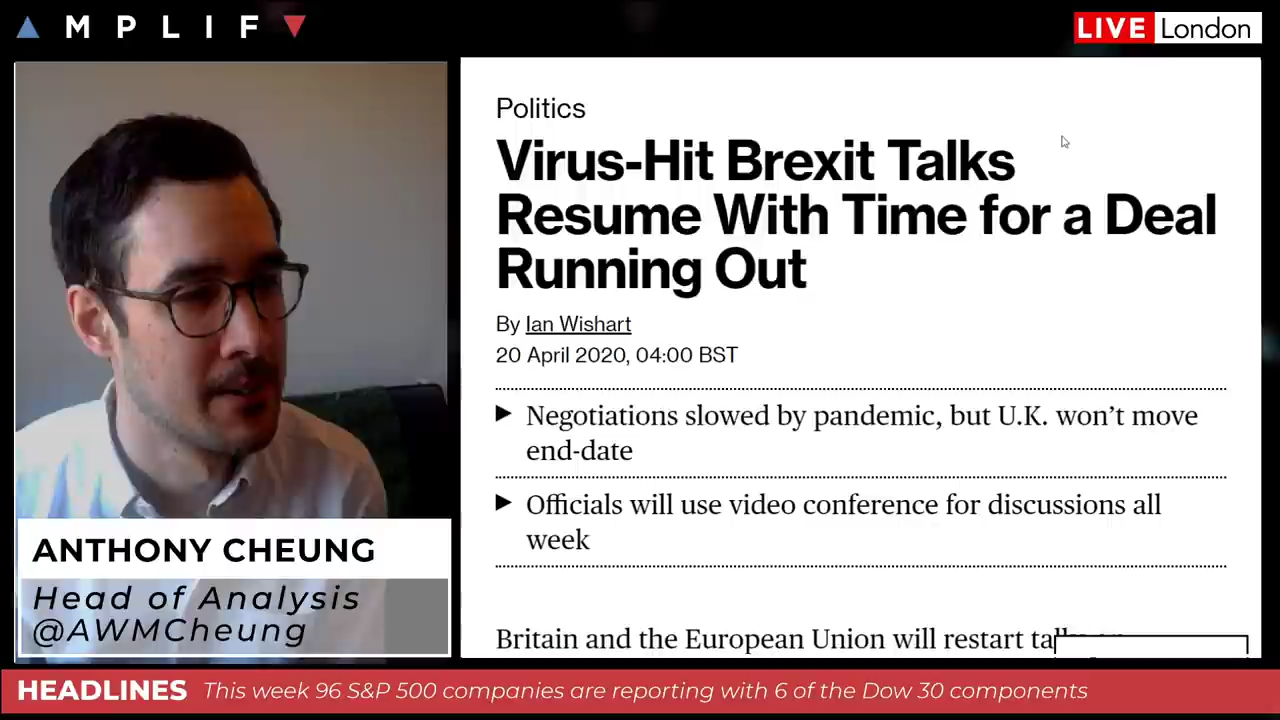 ▲ M P L I F ▼
LIVE London
Politics
Virus-Hit Brexit Talks
Resume With Time for a Deal
Running Out
By Ian Wishart
20 April 2020, 04:00 BST
Negotiations slowed by pandemic, but U.K. won't move
end-date
Officials will use video conference for discussions all
week
Britain and the European Union will restart
ANTHONY CHEUNG
Head of Analysis
@AWMCheung
HEADLINES This week 96 S&P 500 companies are reporting with 6 of the Dow 30 components